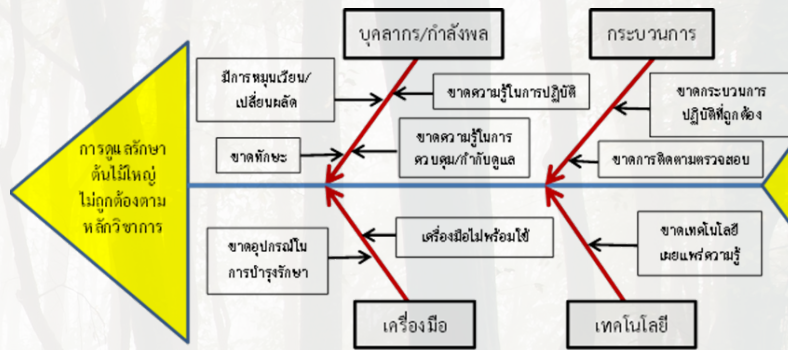 บุคลากร/กำลังพล
กระบวนการ
มีการหมุนเวียน/
เปลี่ยนผลัด
ขาดความรู้ในการปฏิบัติ
ขาดกระบวนการ
ปฏิบัติที่ถูกต้อง
ขาดทักษะ
ขาดความรู้ในการ
ควบคุม/กำกับดูแล
ขาดการติดตามตรวจสอบ
การดูแลรักษา
ต้นไม้ใหญ่
ไม่ถูกต้องตาม
หลักวิชาการ
ขาดอุปกรณ์ใน
การบำรุงรักษา
เครื่องมือไม่พร้อมใช้
ขาดเทคโนโลยี
เผยแพร่ความรู้
เครื่องมือ
เทคโนโลยี